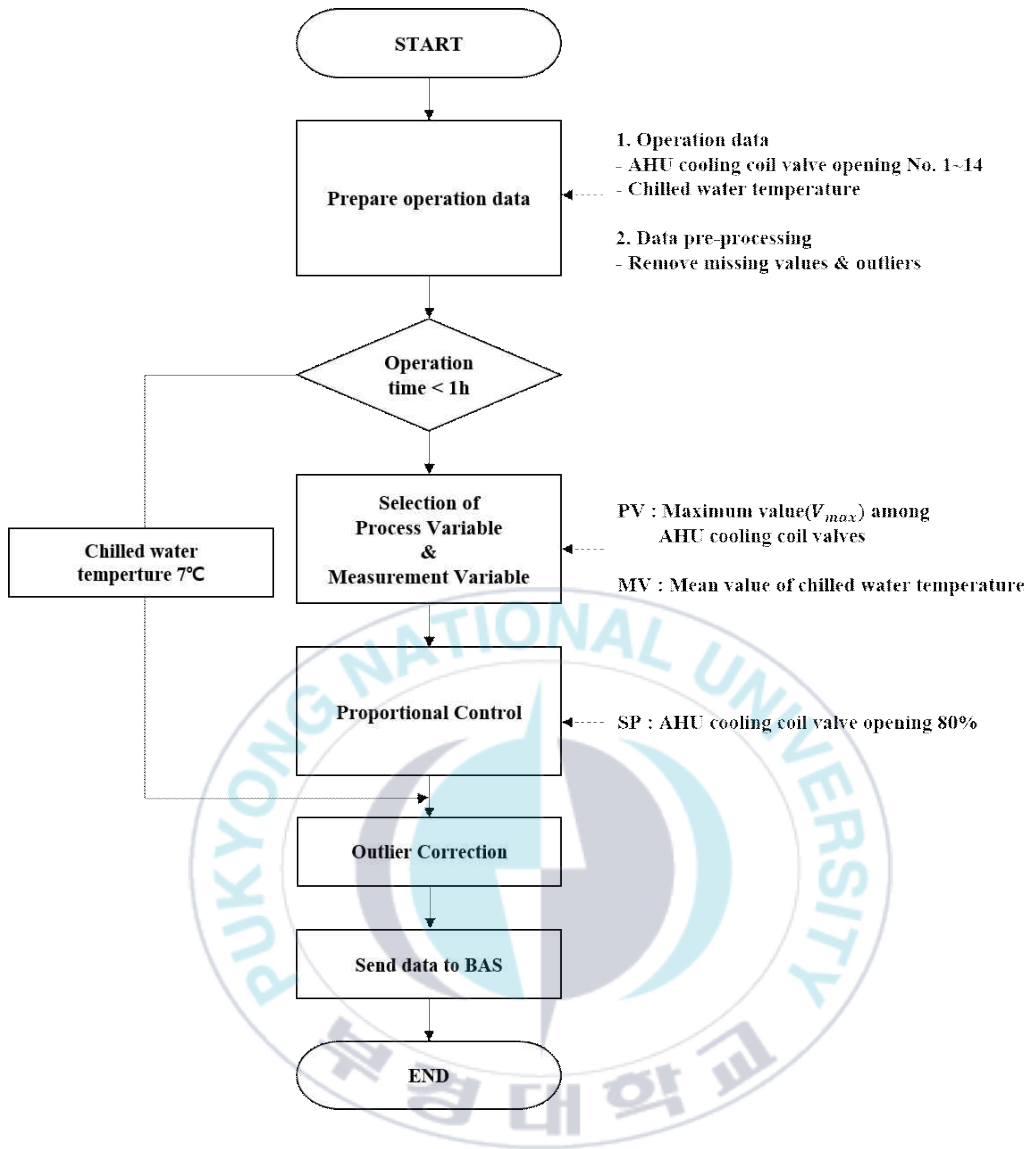 START
Prepare operation data
1. Operation data
- AHU cooling coil valve opening No. 1~14
- Chilled water temperature
2. Data pre-processing
- Remove missing values & outliers
Operation
time < 1h
Selection of
Process Variable
&
Measurement Variable
PV : Maximum value(V_max) among
AHU cooling coil valves
MV : Mean value of chilled water temperature
Chilled water
temperture 7℃
Proportional Control
SP : AHU cooling coil valve opening 80%
Outlier Correction
Send data to BAS
END
PUKYONG NATIONAL UNIVERSITY
부경대학교